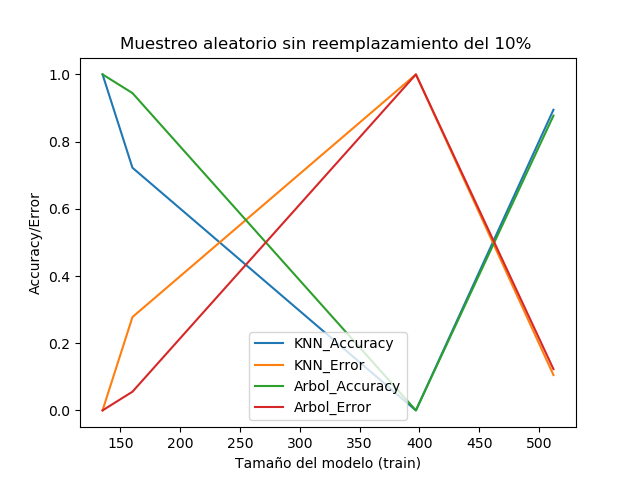 Muestreo aleatorio sin reemplazamiento del 10%
1.0
0.8
0.6
0.4
0.2
0.0
Accuracy/Error
KNN_Accuracy
KNN_Error
Arbol_Accuracy
Arbol_Error
150 200 250 300 350 400 450 500
Tamaño del modelo (train)